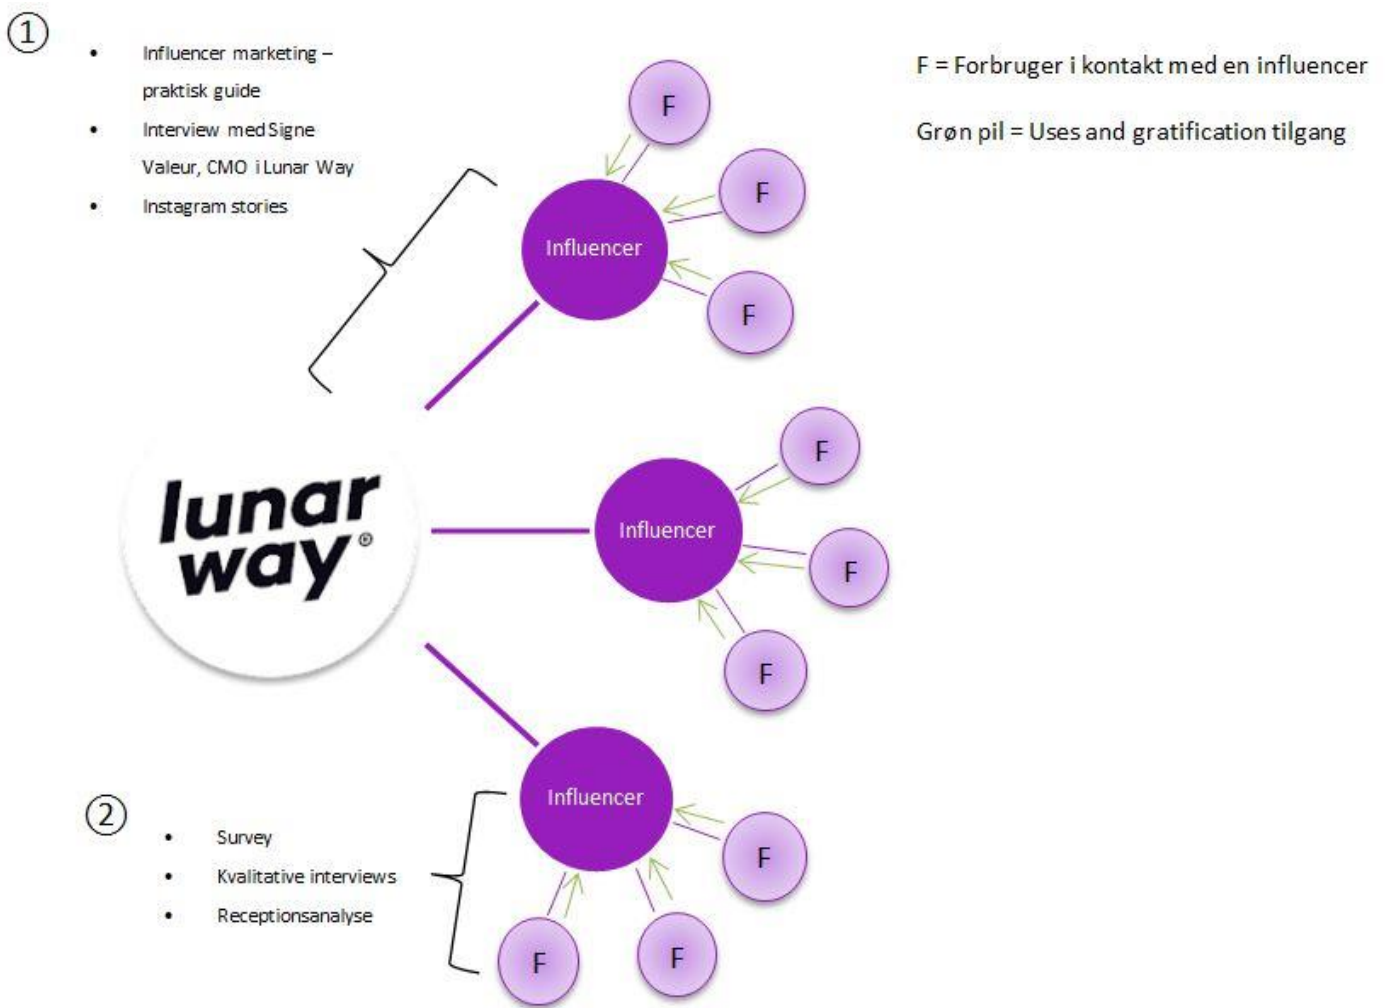 ①
• Influencer marketing –
praktisk guide
• Interview med Signe
Valeur, CMO i Lunar Way
• Instagram stories
F = Forbruger i kontakt med en influencer
Grøn pil = Uses and gratification tilgang
F
F
Influencer
F
lunar
way®
F
Influencer
F
F
Influencer
②
• Survey
• Kvalitative interviews
• Receptionsanalyse
F
F
F